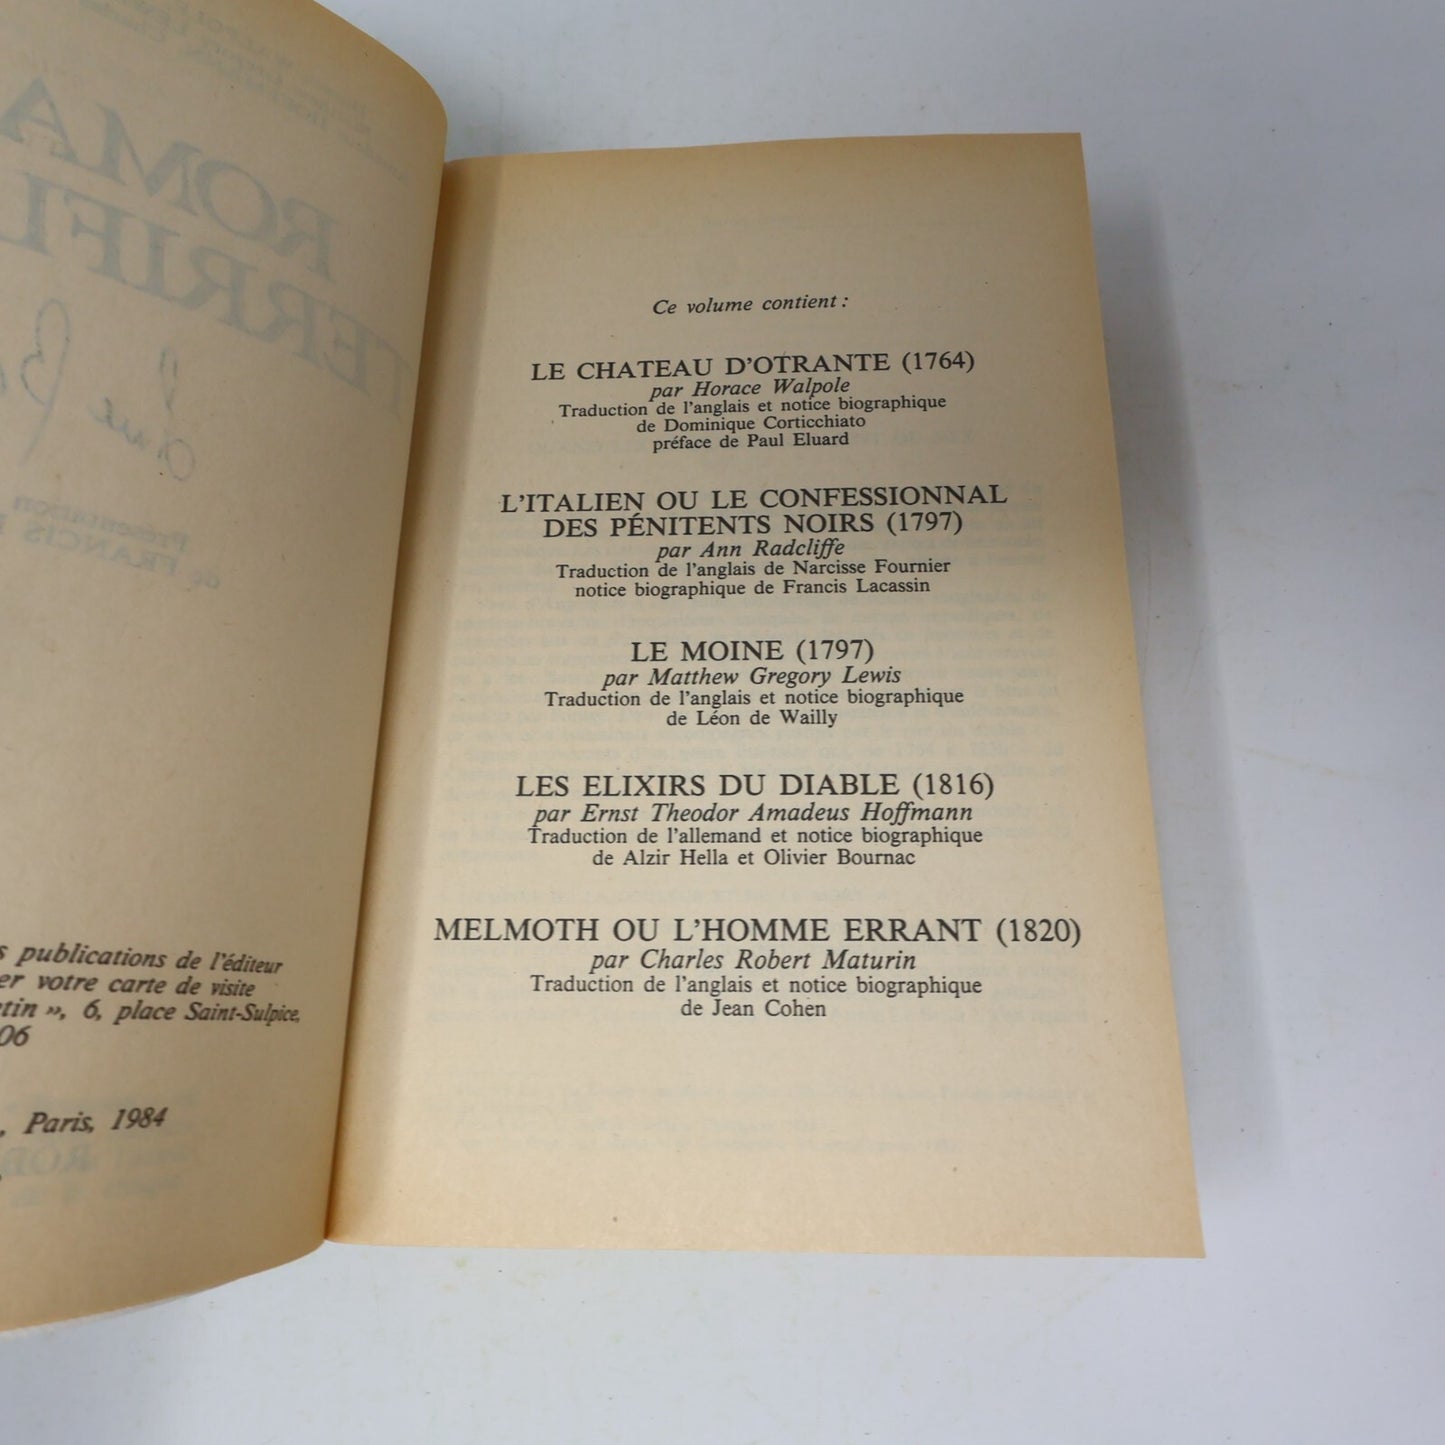 s publications de l'éditeur
er votre carte de visite
tin », 6, place Saint-Sulpice,
06
, Paris, 1984
Ce volume contient :
LE CHATEAU D'OTRANTE (1764)
par Horace Walpole
Traduction de l'anglais et notice biographique
de Dominique Corticchiato
préface de Paul Eluard
L'ITALIEN OU LE CONFESSIONNAL
DES PÉNITENTS NOIRS (1797)
par Ann Radcliffe
Traduction de l'anglais de Narcisse Fournier
notice biographique de Francis Lacassin
LE MOINE (1797)
par Matthew Gregory Lewis
Traduction de l'anglais et notice biographique
de Léon de Wailly
LES ELIXIRS DU DIABLE (1816)
par Ernst Theodor Amadeus Hoffmann
Traduction de l'allemand et notice biographique
de Alzir Hella et Olivier Bournac
MELMOTH OU L'HOMME ERRANT (1820)
par Charles Robert Maturin
Traduction de l'anglais et notice biographique
de Jean Cohen